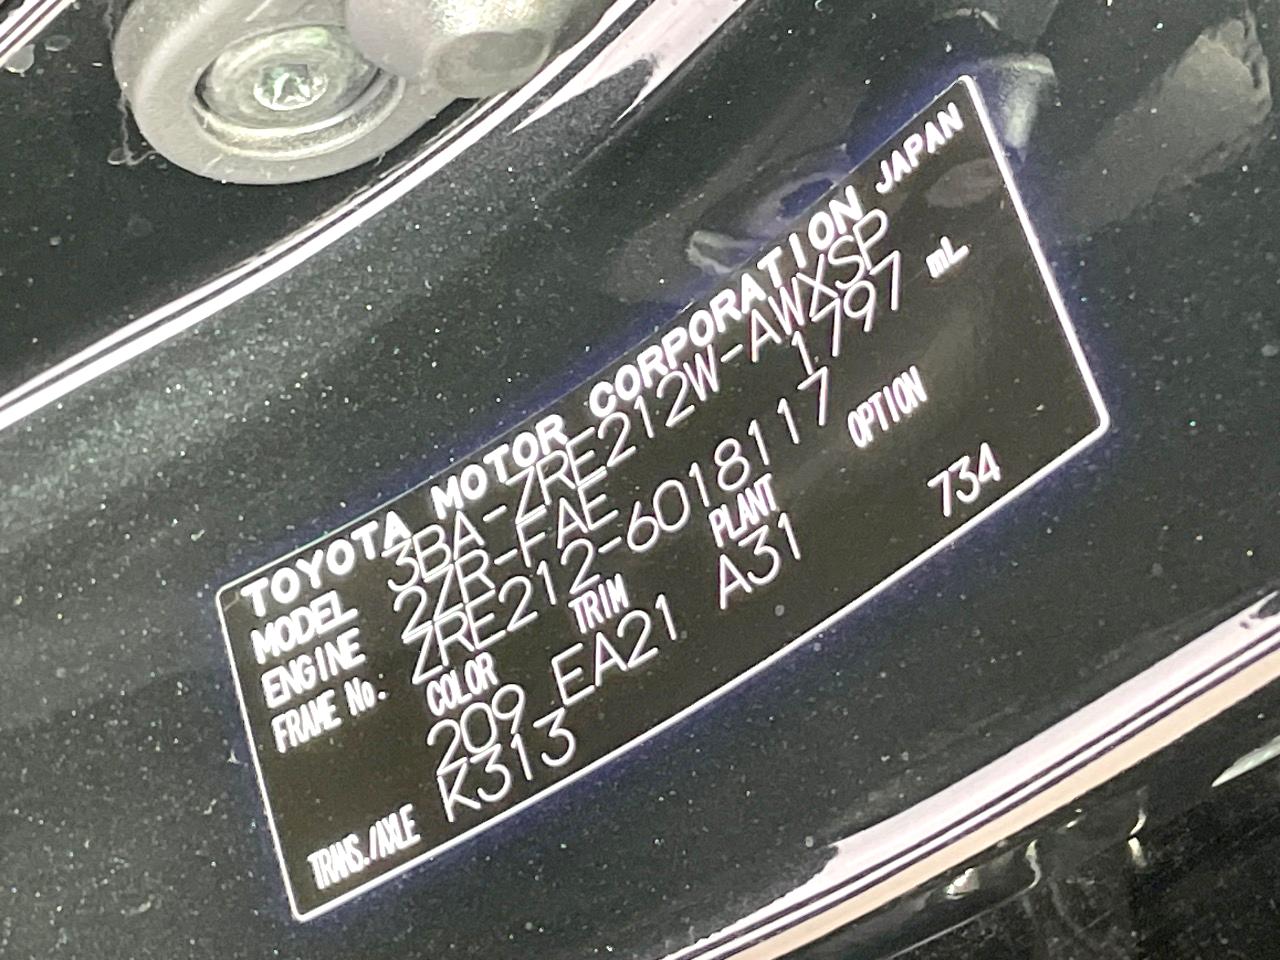 TOYOTA MOTOR CORPORATION JAPAN
MODEL 3BA-ZRE212W-AWXSP
ENGINE 2ZR-FAE 1797 mL
FRAME No. ZRE212-6018117
COLOR TRIM PLANT OPTION
209 EA21 A31 734
TRANS./AXLE K313